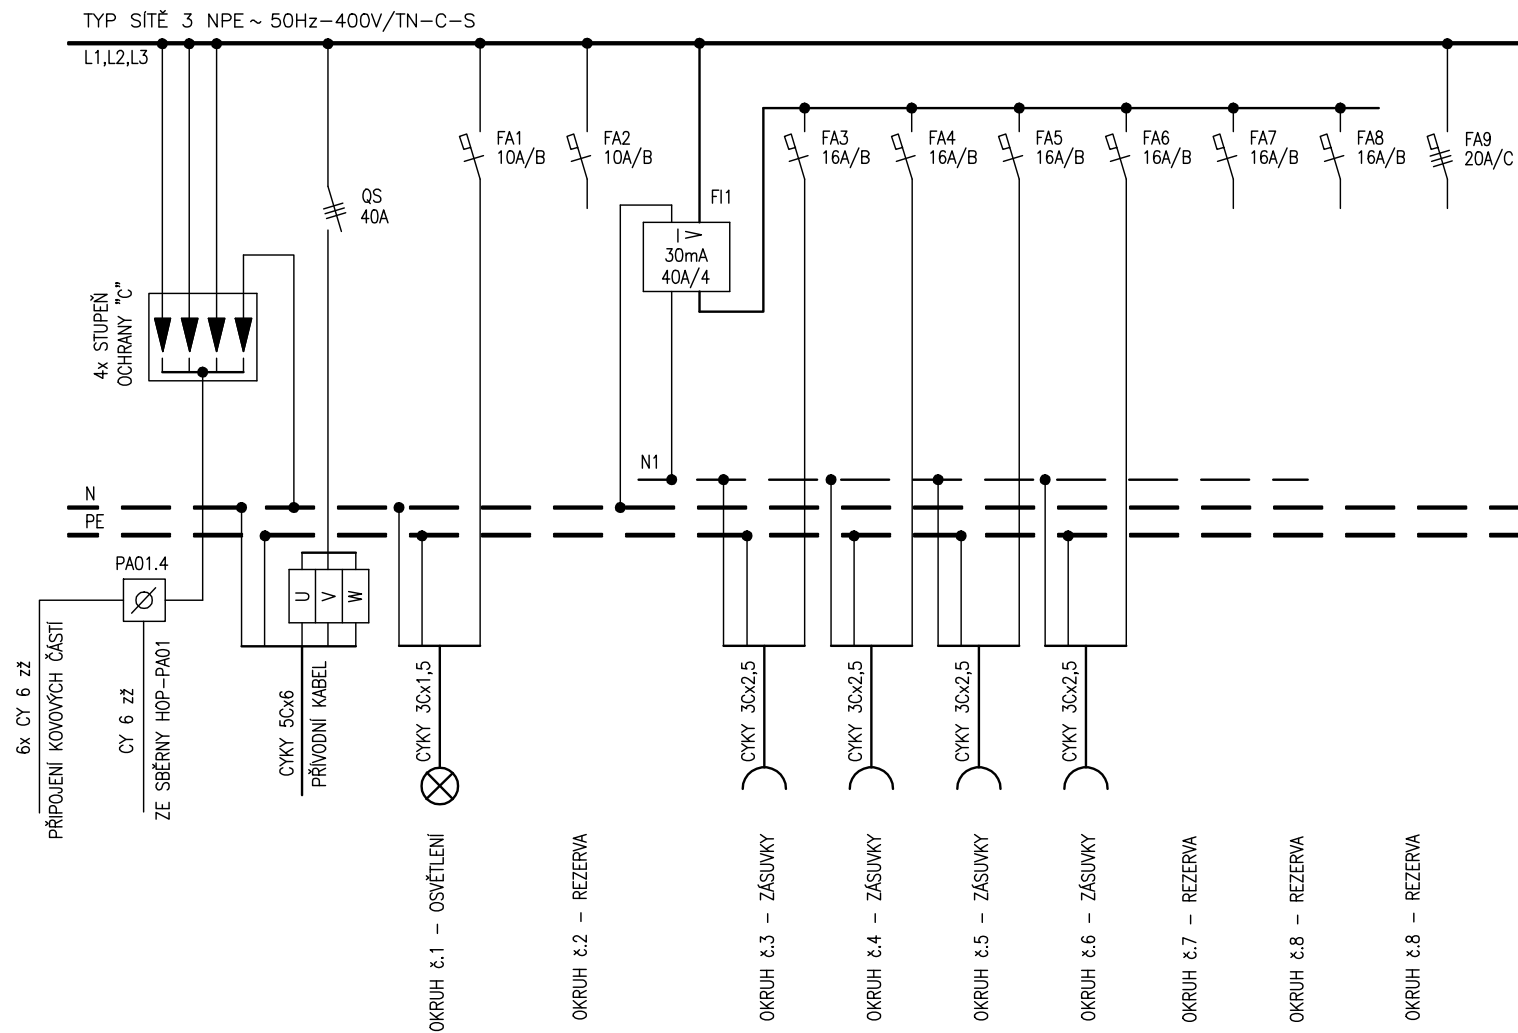 TYP SÍTĚ 3 NPE ~ 50Hz-400V/TN-C-S
L1,L2,L3
FA1
10A/B
FA2
10A/B
FA3
16A/B
FA4
16A/B
FA5
16A/B
FA6
16A/B
FA7
16A/B
FA8
16A/B
FA9
20A/C
QS
40A
FI1
I >
30mA
40A/4
4x STUPEŇ
OCHRANY "C"
N1
N
PE
PA01.4
U
V
W
6x CY 6 zž
PŘIPOJENÍ KOVOVÝCH ČÁSTÍ
CY 6 zž
ZE SBĚRNY HOP-PA01
CYKY 5Cx6
PŘÍVODNÍ KABEL
CYKY 3Cx1,5
CYKY 3Cx2,5
CYKY 3Cx2,5
CYKY 3Cx2,5
CYKY 3Cx2,5
OKRUH č.1 - OSVĚTLENÍ
OKRUH č.2 - REZERVA
OKRUH č.3 - ZÁSUVKY
OKRUH č.4 - ZÁSUVKY
OKRUH č.5 - ZÁSUVKY
OKRUH č.6 - ZÁSUVKY
OKRUH č.7 - REZERVA
OKRUH č.8 - REZERVA
OKRUH č.8 - REZERVA